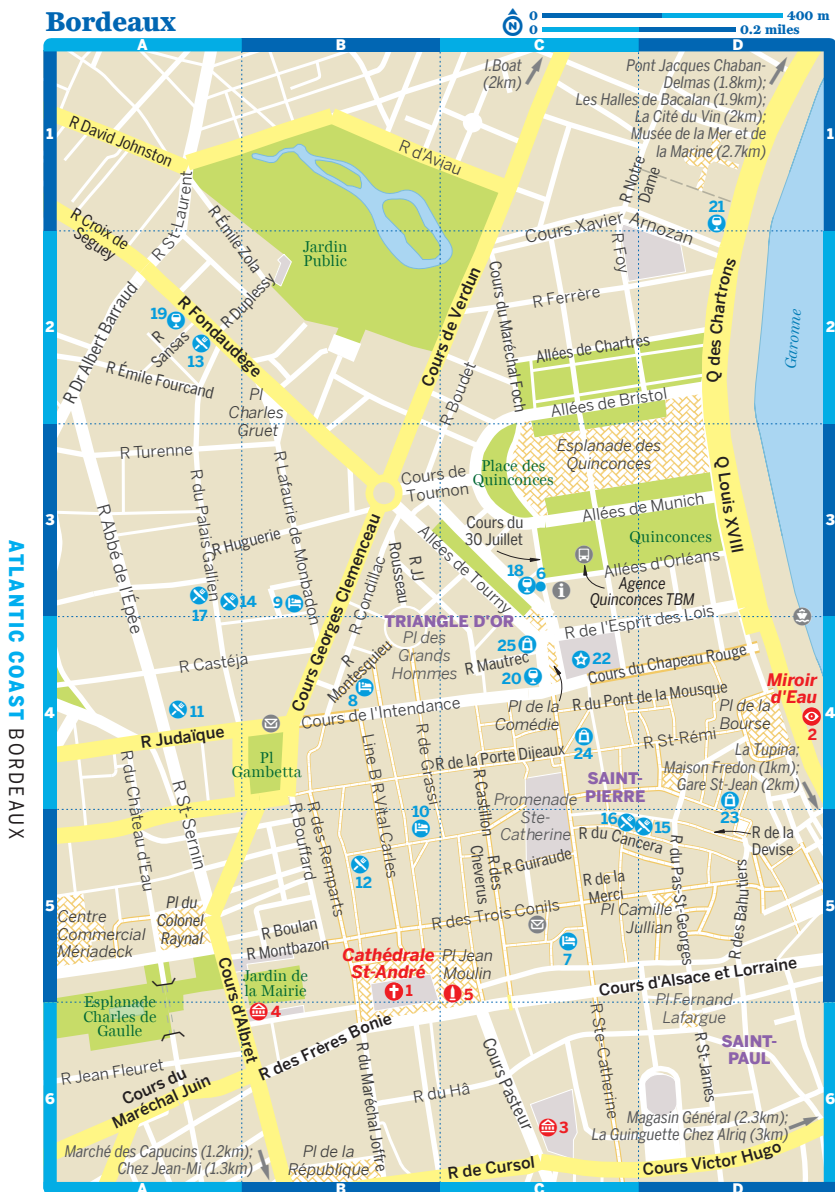 Bordeaux
N
0
400 m
0
0.2 miles
A
B
C
D
I.Boat
(2km)
Pont Jacques Chaban-
Delmas (1.8km);
Les Halles de Bacalan (1.9km);
La Cité du Vin (2km);
Musée de la Mer et de
la Marine (2.7km)
1
1
R David Johnston
R d'Aviau
R Notre
Dame
21
R Croix de
Seguey
R St-Laurent
R Émile Zola
Jardin
Public
Cours Xavier Arnozan
R Foy
R Duplessy
Cours de Verdun
Cours du Maréchal Foch
R Ferrère
Q des Chartrons
Garonne
2
2
R Dr Albert Barraud
19
R
Sansas
13
R Fondaudège
Allées de Chartres
R Émile Fourcand
Pl
Charles
Gruet
R Boudet
Allées de Bristol
R Turenne
Esplanade des
Quinconces
Place des
Quinconces
Cours de
Tournon
R Lafaurie de Monbadon
R du Palais Gallien
R Abbé de l'Épée
Q Louis XVIII
3
3
Allées de Munich
Cours du
30 Juillet
Quinconces
R Huguerie
Allées de Tourny
Allées d'Orléans
18
6
Agence
Quinconces TBM
R JJ
Rousseau
R Condillac
17
14
9
Cours Georges Clemenceau
TRIANGLE D'OR
R de l'Esprit des Lois
25
Pl des
Grands
Hommes
R Mautrec
22
R Castéja
R
Montesquieu
20
Cours du Chapeau Rouge
Miroir
d'Eau
2
4
4
8
11
R du Pont de la Mousque
Cours de l'Intendance
Pl de la
Comédie
Pl de la
Bourse
R Judaïque
Pl
Gambetta
24
R St-Rémi
La Tupina;
Maison Fredon (1km);
Gare St-Jean (2km)
R de la Porte Dijeaux
Line B R Vital Carles
R de Grassi
SAINT-
PIERRE
R du Château d'Eau
R St-Sernin
R Castillon
Promenade
Ste-
Catherine
23
10
16
15
R du Cancera
R de la
Devise
R Bouffard
R des Remparts
R des
Cheverus
R Guiraude
12
R de la
Merci
R du Pas-St-Georges
R des Bahutiers
5
5
Centre
Commercial
Mériadeck
Pl du
Colonel
Raynal
R des Trois Conils
Pl Camille
Jullian
R Boulan
R Montbazon
Cathédrale
St-André
1
Pl Jean
Moulin
5
7
Cours d'Alsace et Lorraine
Cours d'Albret
Jardin de
la Mairie
4
Esplanade
Charles de
Gaulle
Pl Fernand
Lafargue
SAINT-
PAUL
R des Frères Bonie
R Ste-Catherine
R St-James
R Jean Fleuret
Cours du
Maréchal Juin
R du Maréchal Joffre
R du Hâ
Cours Pasteur
6
6
3
Magasin Général (2.3km);
La Guinguette Chez Alriq (3km)
Marché des Capucins (1.2km);
Chez Jean-Mi (1.3km)
Pl de la
République
R de Cursol
Cours Victor Hugo
A
B
C
D
ATLANTIC COAST BORDEAUX